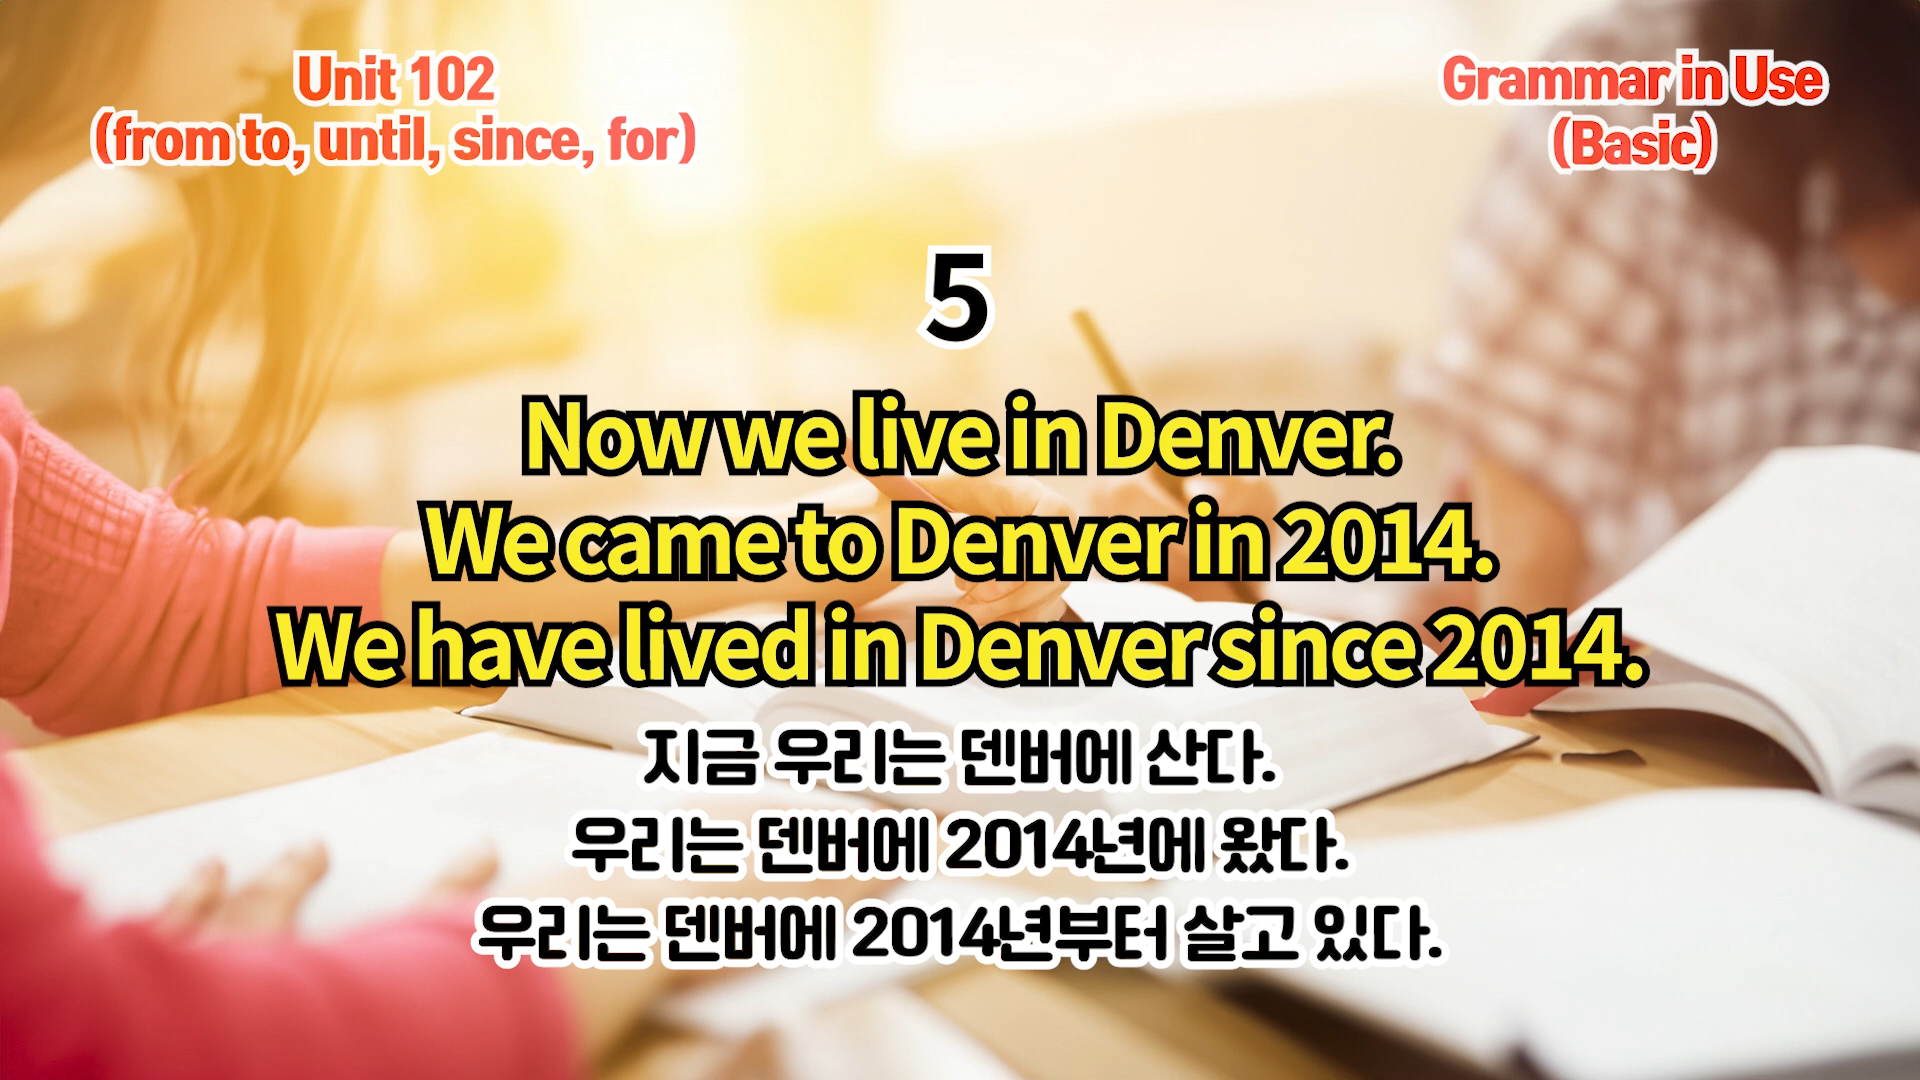 Unit 102
(from to, until, since, for)
Grammar in Use
(Basic)
5
Now we live in Denver.
We came to Denver in 2014.
We have lived in Denver since 2014.
지금 우리는 덴버에 산다.
우리는 덴버에 2014년에 왔다.
우리는 덴버에 2014년부터 살고 있다.